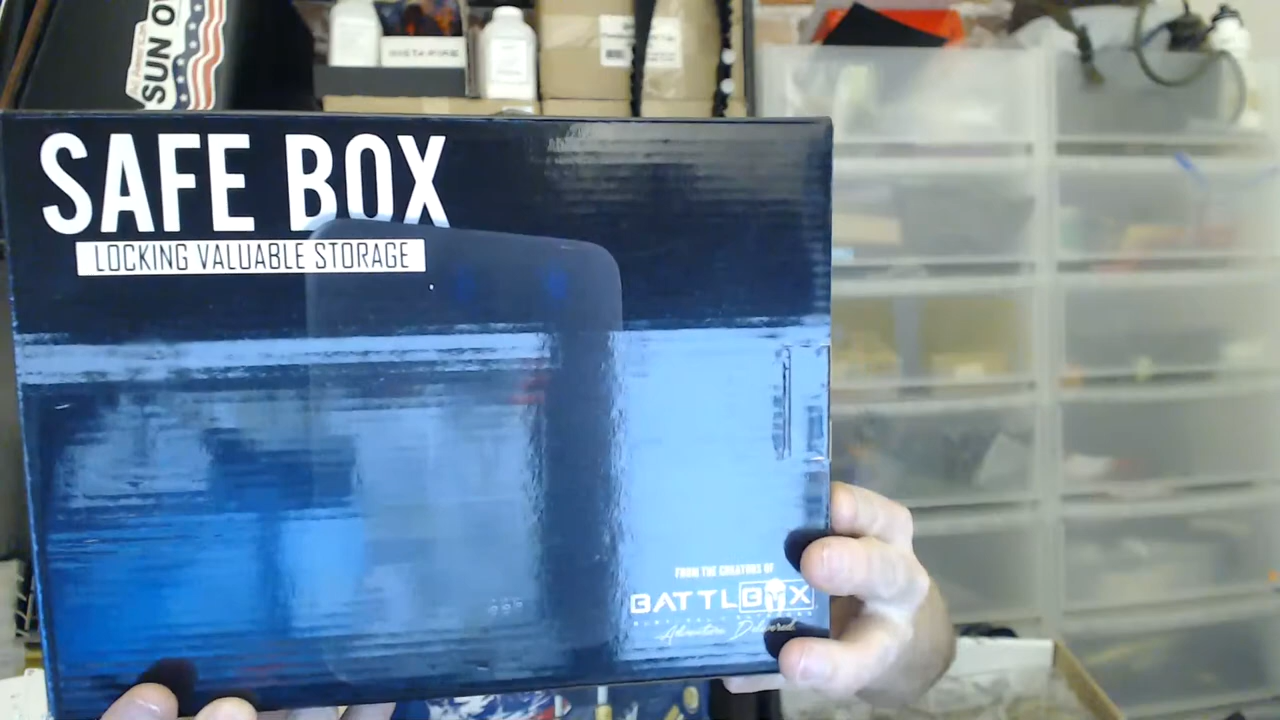 SUN O
SAFE BOX
LOCKING VALUABLE STORAGE
FROM THE CREATORS OF
BATTLBOX
Adventure Delivered